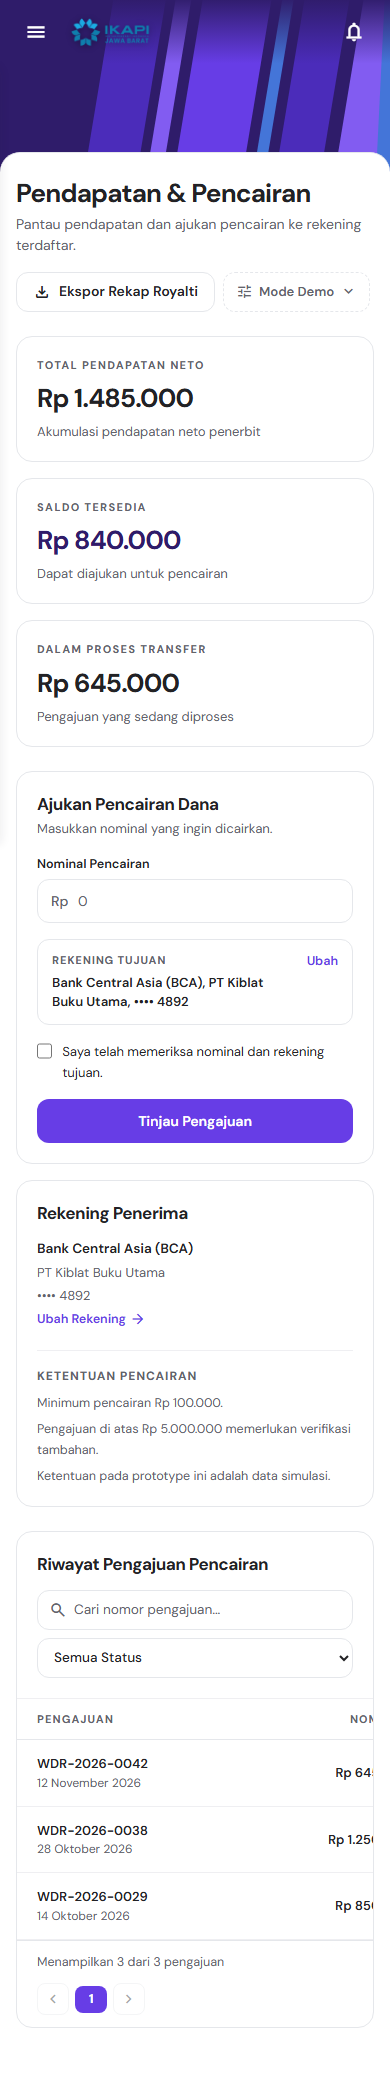 IKAPI
JAWA BARAT
Pendapatan & Pencairan
Pantau pendapatan dan ajukan pencairan ke rekening
terdaftar.
Ekspor Rekap Royalti
Mode Demo
TOTAL PENDAPATAN NETO
Rp 1.485.000
Akumulasi pendapatan neto penerbit
SALDO TERSEDIA
Rp 840.000
Dapat diajukan untuk pencairan
DALAM PROSES TRANSFER
Rp 645.000
Pengajuan yang sedang diproses
Ajukan Pencairan Dana
Masukkan nominal yang ingin dicairkan.
Nominal Pencairan
Rp 0
REKENING TUJUAN
Ubah
Bank Central Asia (BCA), PT Kiblat
Buku Utama, •••• 4892
Saya telah memeriksa nominal dan rekening
tujuan.
Tinjau Pengajuan
Rekening Penerima
Bank Central Asia (BCA)
PT Kiblat Buku Utama
•••• 4892
Ubah Rekening →
KETENTUAN PENCAIRAN
Minimum pencairan Rp 100.000.
Pengajuan di atas Rp 5.000.000 memerlukan verifikasi
tambahan.
Ketentuan pada prototype ini adalah data simulasi.
Riwayat Pengajuan Pencairan
Cari nomor pengajuan...
Semua Status
PENGAJUAN
WDR-2026-0042
Rp
12 November 2026
WDR-2026-0038
Rp
28 Oktober 2026
WDR-2026-0029
Rp
14 Oktober 2026
Menampilkan 3 dari 3 pengajuan
1